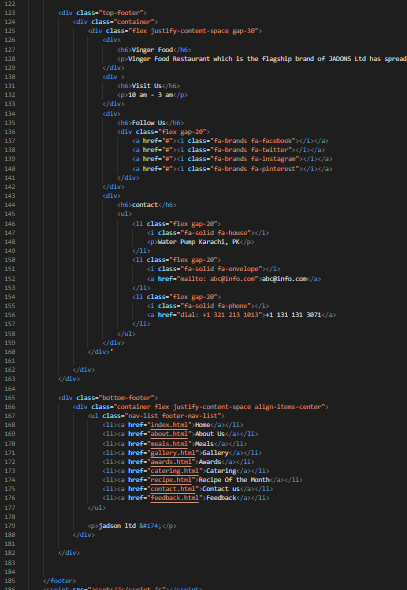 122
123 <div class="top-footer">
124 <div class="container">
125 <div class="flex justify-content-space gap-30">
126 <div>
127 <h6>Vinger Food</h6>
128 <p>Vinger Food Restaurant which is the flagship brand of JADONS Ltd has spread
129 </div>
130 <div >
131 <h6>Visit Us</h6>
132 <p>10 am - 3 am</p>
133 </div>
134 <div>
135 <h6>Follow Us</h6>
136 <div class="flex gap-20">
137 <a href="#"><i class="fa-brands fa-facebook"></i></a>
138 <a href="#"><i class="fa-brands fa-twitter"></i></a>
139 <a href="#"><i class="fa-brands fa-instagram"></i></a>
140 <a href="#"><i class="fa-brands fa-pinterest"></i></a>
141 </div>
142 </div>
143 <div>
144 <h6>contact</h6>
145 <ul>
146 <li class="flex gap-20">
147 <i class="fa-solid fa-house"></i>
148 <p>Water Pump Karachi, PK</p>
149 </li>
150 <li class="flex gap-20">
151 <i class="fa-solid fa-envelope"></i>
152 <a href="mailto: abc@info.com">abc@info.com</a>
153 </li>
154 <li class="flex gap-20">
155 <i class="fa-solid fa-phone"></i>
156 <a href="dial: +1 321 213 1013">+1 131 131 3071</a>
157 </li>
158 </ul>
159 </div>
160 </div>'
161
162 </div>
163 </div>
164
165 <div class="bottom-footer">
166 <div class="container flex justify-content-space align-items-center">
167 <ul class="nav-list footer-nav-list">
168 <li><a href="index.html">Home</a></li>
169 <li><a href="about.html">About Us</a></li>
170 <li><a href="meals.html">Meals</a></li>
171 <li><a href="gallery.html">Gallery</a></li>
172 <li><a href="awards.html">Awards</a></li>
173 <li><a href="catering.html">Catering</a></li>
174 <li><a href="recipe.html">Recipe Of the Month</a></li>
175 <li><a href="contact.html">Contact us</a></li>
176 <li><a href="feedback.html">Feedback</a></li>
177 </ul>
178
179 <p>jadson ltd &#174;</p>
180 </div>
181
182 </div>
183
184
185 </footer>
186 <script src="assets/js/script.js"></script>